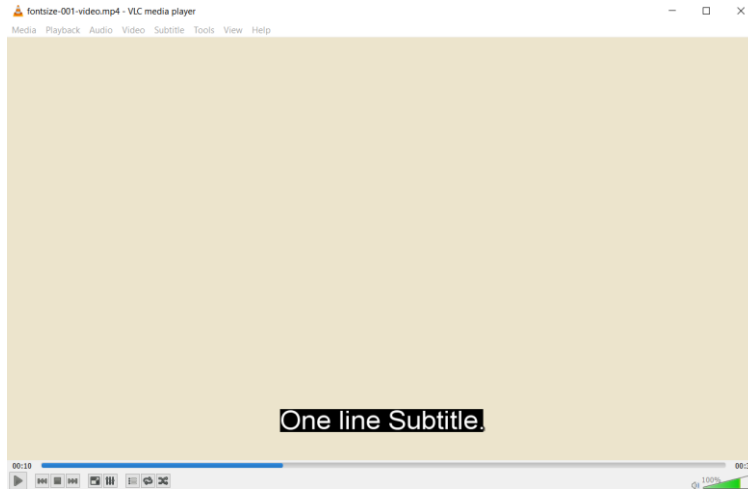 fontsize-001-video.mp4 - VLC media player
Media Playback Audio Video Subtitle Tools View Help
One line Subtitle.
00:10
100%